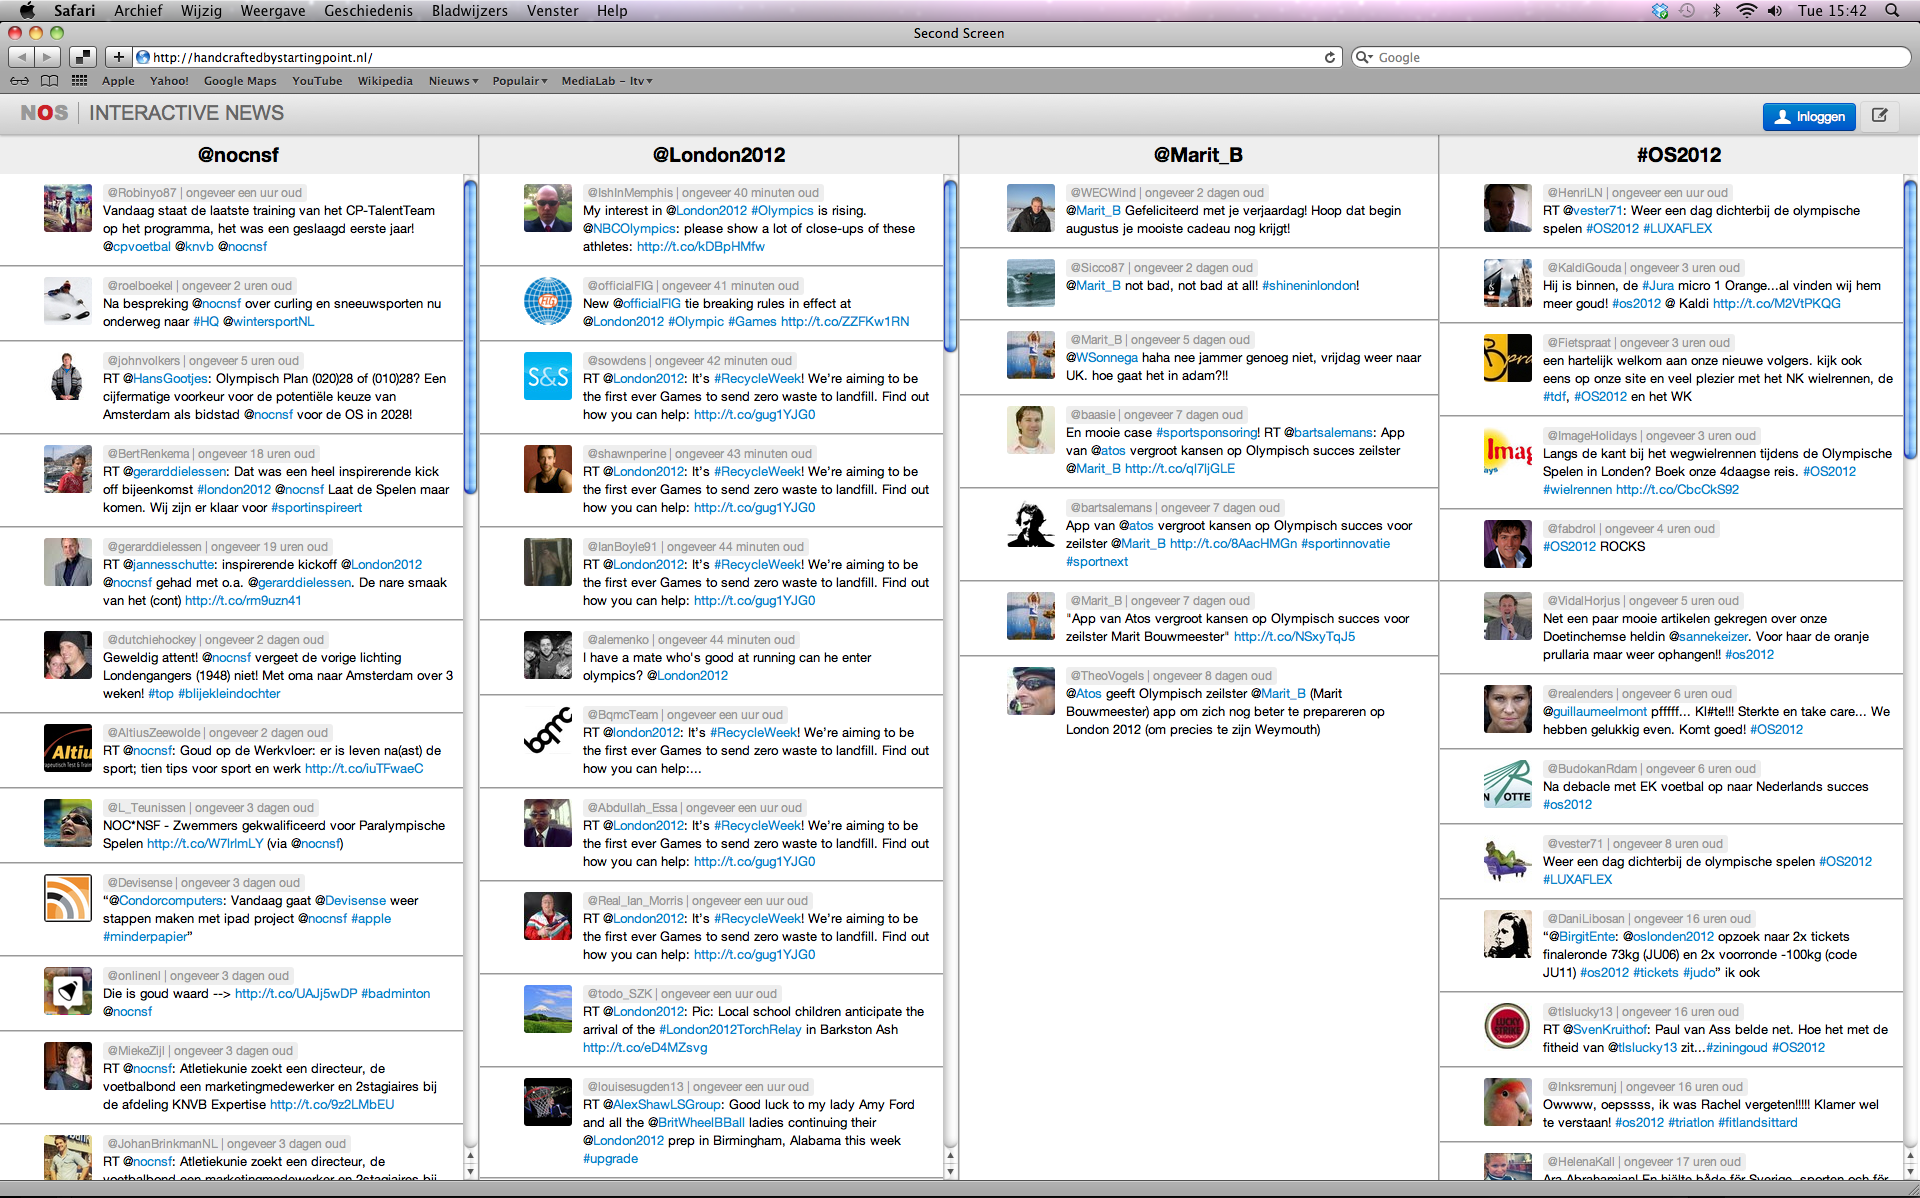 Safari Archief Wijzig Weergave Geschiedenis Bladwijzers Venster Help
Tue 15:42
Second Screen
http://handcraftedbystartingpoint.nl/
Google
Apple Yahoo! Google Maps YouTube Wikipedia Nieuws Populair MediaLab – Itv
NOS INTERACTIVE NEWS
Inloggen
@nocnsf
@Robinyo87 | ongeveer een uur oud
Vandaag staat de laatste training van het CP-TalentTeam
op het programma, het was een geslaagd eerste jaar!
@cpvoetbal @knvb @nocnsf
@roelboekel | ongeveer 2 uren oud
Na bespreking @nocnsf over curling en sneeuwsporten nu
onderweg naar #HQ @wintersportNL
@johnvolkers | ongeveer 5 uren oud
RT @HansGootjes: Olympisch Plan (020)28 of (010)28? Een
cijfermatige voorkeur voor de potentiële keuze van
Amsterdam als bidstad @nocnsf voor de OS in 2028!
@BertRenkema | ongeveer 18 uren oud
RT @gerarddielessen: Dat was een heel inspirerende kick
off bijeenkomst #london2012 @nocnsf Laat de Spelen maar
komen. Wij zijn er klaar voor #sportinspireert
@gerarddielessen | ongeveer 19 uren oud
RT @jannesschutte: inspirerende kickoff @London2012
@nocnsf gehad met o.a. @gerarddielessen. De nare smaak
van het (cont) http://t.co/rm9uzn41
@dutchiehockey | ongeveer 2 dagen oud
Geweldig attent! @nocnsf vergeet de vorige lichting
Londengangers (1948) niet! Met oma naar Amsterdam over 3
weken! #top #blijekleindochter
Altiu
@AltiusZeewolde | ongeveer 2 dagen oud
RT @nocnsf: Goud op de Werkvloer: er is leven na(ast) de
sport; tien tips voor sport en werk http://t.co/iuTFwaeC
@L_Teunissen | ongeveer 3 dagen oud
NOC*NSF - Zwemmers gekwalificeerd voor Paralympische
Spelen http://t.co/W7lrlmLY (via @nocnsf)
@Devisense | ongeveer 3 dagen oud
“@Condorcomputers: Vandaag gaat @Devisense weer
stappen maken met ipad project @nocnsf #apple
#minderpapier”
@onlinenl | ongeveer 3 dagen oud
Die is goud waard --> http://t.co/UAJj5wDP #badminton
@nocnsf
@MiekeZijl | ongeveer 3 dagen oud
RT @nocnsf: Atletiekunie zoekt een directeur, de
voetbalbond een marketingmedewerker en 2stagiaires bij
de afdeling KNVB Expertise http://t.co/9z2LMbEU
@JohanBrinkmanNL | ongeveer 3 dagen oud
RT @nocnsf: Atletiekunie zoekt een directeur, de
voetbalbond een marketingmedewerker en 2stagiaires bij
@London2012
@IshInMemphis | ongeveer 40 minuten oud
My interest in @London2012 #Olympics is rising.
@NBCOlympics: please show a lot of close-ups of these
athletes: http://t.co/kDBpHMfw
FIG
@officialFIG | ongeveer 41 minuten oud
New @officialFIG tie breaking rules in effect at
@London2012 #Olympic #Games http://t.co/ZZFKw1RN
S&S
@sowdens | ongeveer 42 minuten oud
RT @London2012: It’s #RecycleWeek! We’re aiming to be
the first ever Games to send zero waste to landfill. Find out
how you can help: http://t.co/gug1YJG0
@shawnperine | ongeveer 43 minuten oud
RT @London2012: It’s #RecycleWeek! We’re aiming to be
the first ever Games to send zero waste to landfill. Find out
how you can help: http://t.co/gug1YJG0
@IanBoyle91 | ongeveer 44 minuten oud
RT @London2012: It’s #RecycleWeek! We’re aiming to be
the first ever Games to send zero waste to landfill. Find out
how you can help: http://t.co/gug1YJG0
@alemenko | ongeveer 44 minuten oud
I have a mate who's good at running can he enter
olympics? @London2012
bqmc
@BqmcTeam | ongeveer een uur oud
RT @london2012: It’s #RecycleWeek! We’re aiming to be
the first ever Games to send zero waste to landfill. Find out
how you can help:...
@Abdullah_Essa | ongeveer een uur oud
RT @London2012: It’s #RecycleWeek! We’re aiming to be
the first ever Games to send zero waste to landfill. Find out
how you can help: http://t.co/gug1YJG0
@Real_Ian_Morris | ongeveer een uur oud
RT @London2012: It’s #RecycleWeek! We’re aiming to be
the first ever Games to send zero waste to landfill. Find out
how you can help: http://t.co/gug1YJG0
@todo_SZK | ongeveer een uur oud
RT @London2012: Pic: Local school children anticipate the
arrival of the #London2012TorchRelay in Barkston Ash
http://t.co/eD4MZsvg
@louisesugden13 | ongeveer een uur oud
RT @AlexShawLSGroup: Good luck to my lady Amy Ford
and all the @BritWheelBBall ladies continuing their
@London2012 prep in Birmingham, Alabama this week
#upgrade
@Marit_B
@WECWind | ongeveer 2 dagen oud
@Marit_B Gefeliciteerd met je verjaardag! Hoop dat begin
augustus je mooiste cadeau nog krijgt!
@Sicco87 | ongeveer 2 dagen oud
@Marit_B not bad, not bad at all! #shineninlondon!
@Marit_B | ongeveer 5 dagen oud
@WSonnega haha nee jammer genoeg niet, vrijdag weer naar
UK. hoe gaat het in adam?!!
@baasie | ongeveer 7 dagen oud
En mooie case #sportsponsoring! RT @bartsalemans: App
van @atos vergroot kansen op Olympisch succes zeilster
@Marit_B http://t.co/ql7ljGLE
@bartsalemans | ongeveer 7 dagen oud
App van @atos vergroot kansen op Olympisch succes voor
zeilster @Marit_B http://t.co/8AacHMGn #sportinnovatie
#sportnext
@Marit_B | ongeveer 7 dagen oud
"App van Atos vergroot kansen op Olympisch succes voor
zeilster Marit Bouwmeester" http://t.co/NSxyTqJ5
@TheoVogels | ongeveer 8 dagen oud
@Atos geeft Olympisch zeilster @Marit_B (Marit
Bouwmeester) app om zich nog beter te prepareren op
London 2012 (om precies te zijn Weymouth)
#OS2012
@HenriLN | ongeveer een uur oud
RT @vester71: Weer een dag dichterbij de olympische
spelen #OS2012 #LUXAFLEX
@KaldiGouda | ongeveer 3 uren oud
Hij is binnen, de #Jura micro 1 Orange...al vinden wij hem
meer goud! #os2012 @ Kaldi http://t.co/M2VtPKQG
@Fietspraat | ongeveer 3 uren oud
een hartelijk welkom aan onze nieuwe volgers. kijk ook
eens op onze site en veel plezier met het NK wielrennen, de
#tdf, #OS2012 en het WK
Imag
ays
@ImageHolidays | ongeveer 3 uren oud
Langs de kant bij het wegwielrennen tijdens de Olympische
Spelen in Londen? Boek onze 4daagse reis. #OS2012
#wielrennen http://t.co/CbcCkS92
@fabdrol | ongeveer 4 uren oud
#OS2012 ROCKS
@VidalHorjus | ongeveer 5 uren oud
Net een paar mooie artikelen gekregen over onze
Doetinchemse heldin @sannekeizer. Voor haar de oranje
prullaria maar weer ophangen!! #os2012
@realenders | ongeveer 6 uren oud
@guillaumeelmont pfffff... Kl#te!!! Sterkte en take care... We
hebben gelukkig even. Komt goed! #OS2012
N OTTE
@BudokanRdam | ongeveer 6 uren oud
Na debacle met EK voetbal op naar Nederlands succes
#os2012
@vester71 | ongeveer 8 uren oud
Weer een dag dichterbij de olympische spelen #OS2012
#LUXAFLEX
@DaniLibosan | ongeveer 16 uren oud
“@BirgitEnte: @oslonden2012 opzoek naar 2x tickets
finaleronde 73kg (JU06) en 2x voorronde -100kg (code
JU11) #os2012 #tickets #judo” ik ook
LUCKY STRIKE
@tlslucky13 | ongeveer 16 uren oud
RT @SvenKruithof: Paul van Ass belde net. Hoe het met de
fitheid van @tlslucky13 zit...#ziningoud #OS2012
@Inksremunj | ongeveer 16 uren oud
Owwww, oepssss, ik was Rachel vergeten!!!!! Klamer wel
te verstaan! #os2012 #triatlon #fitlandsittard
@HelenaKall | ongeveer 17 uren oud
Ara Abrahamian! En hjälte både för Sverige, sporten och för